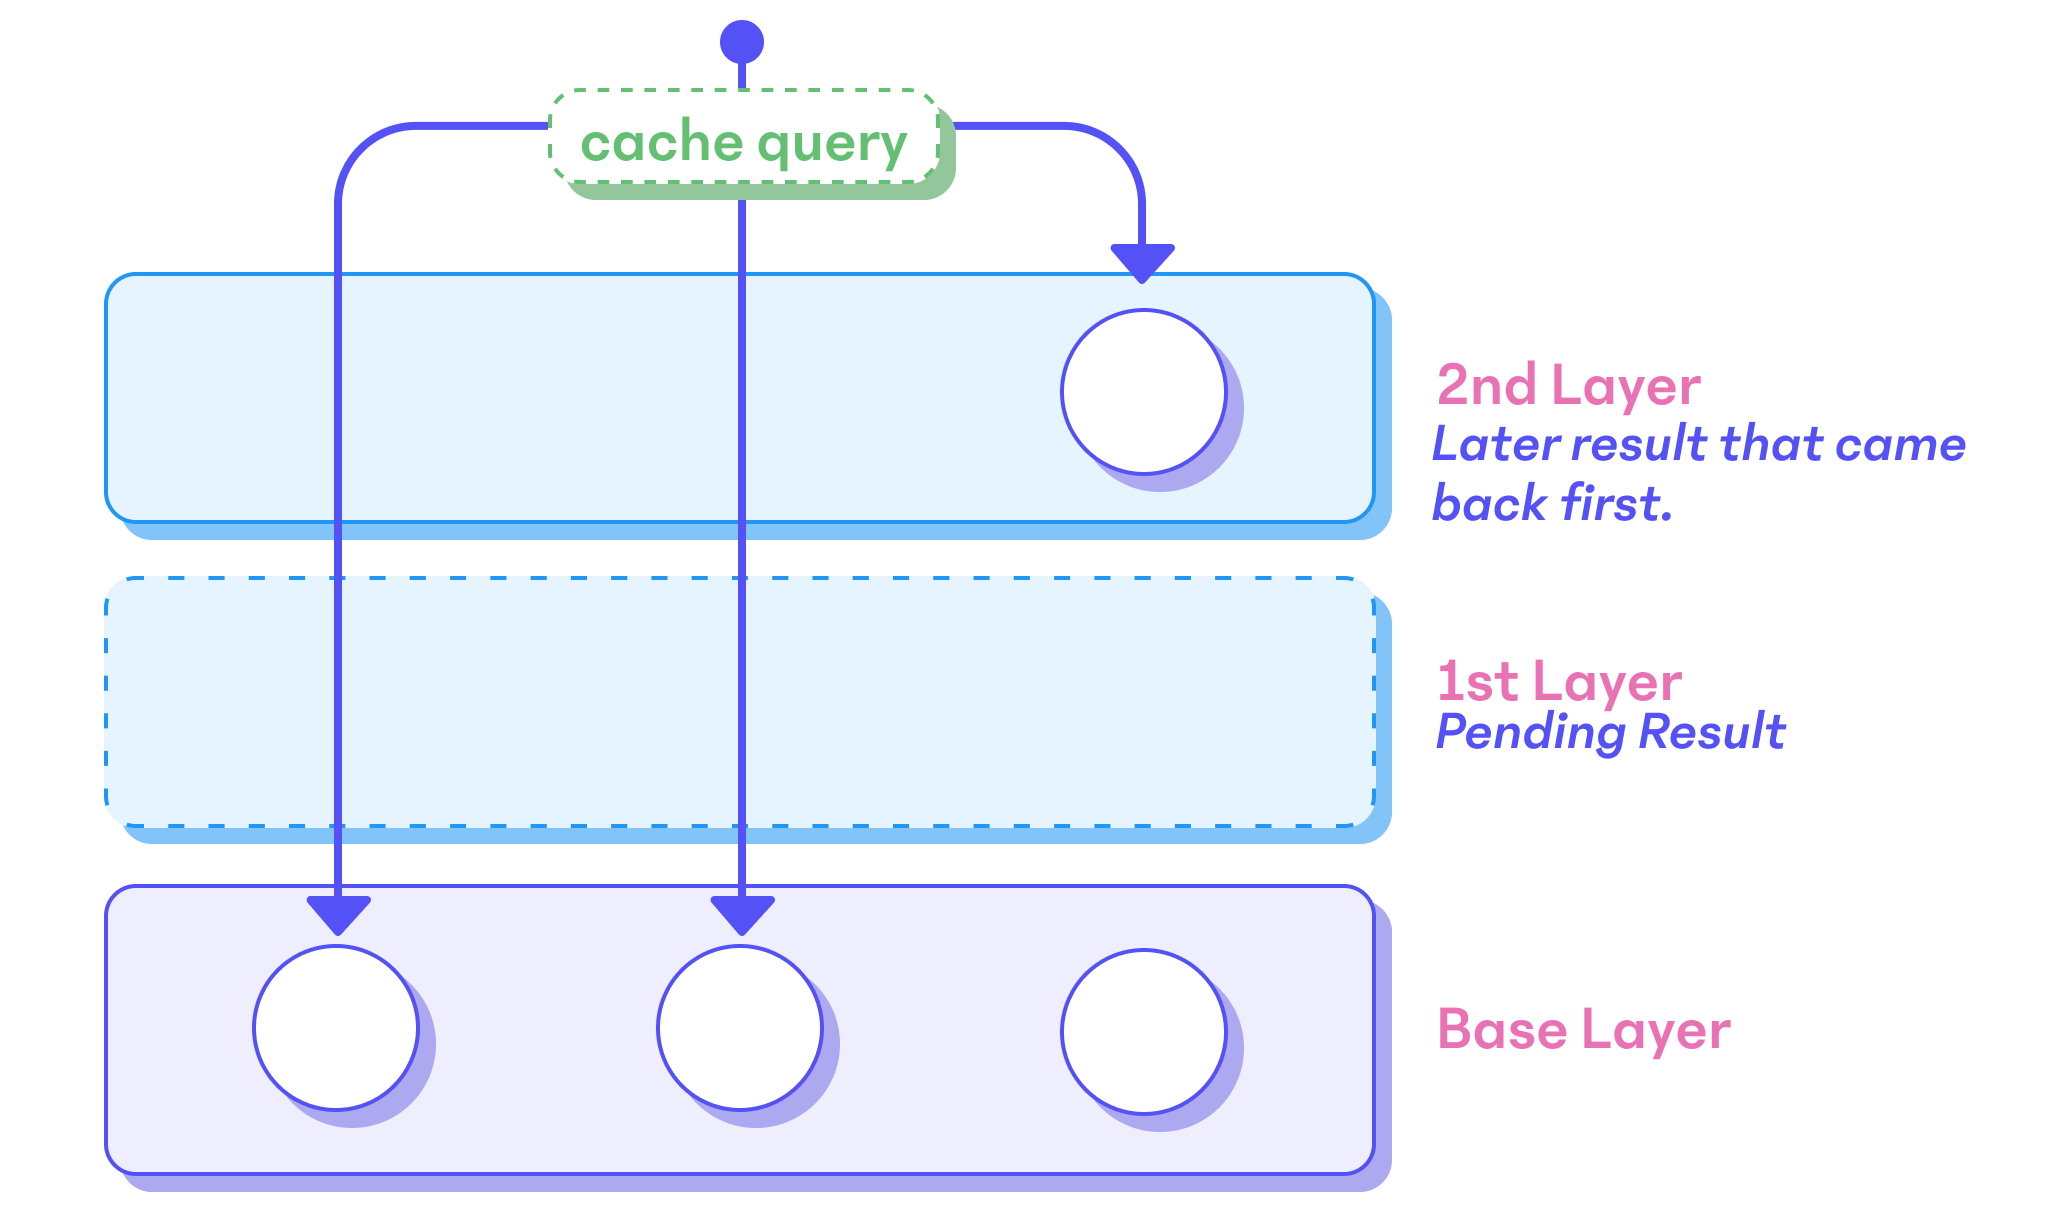 cache query
2nd Layer
Later result that came
back first.
1st Layer
Pending Result
Base Layer